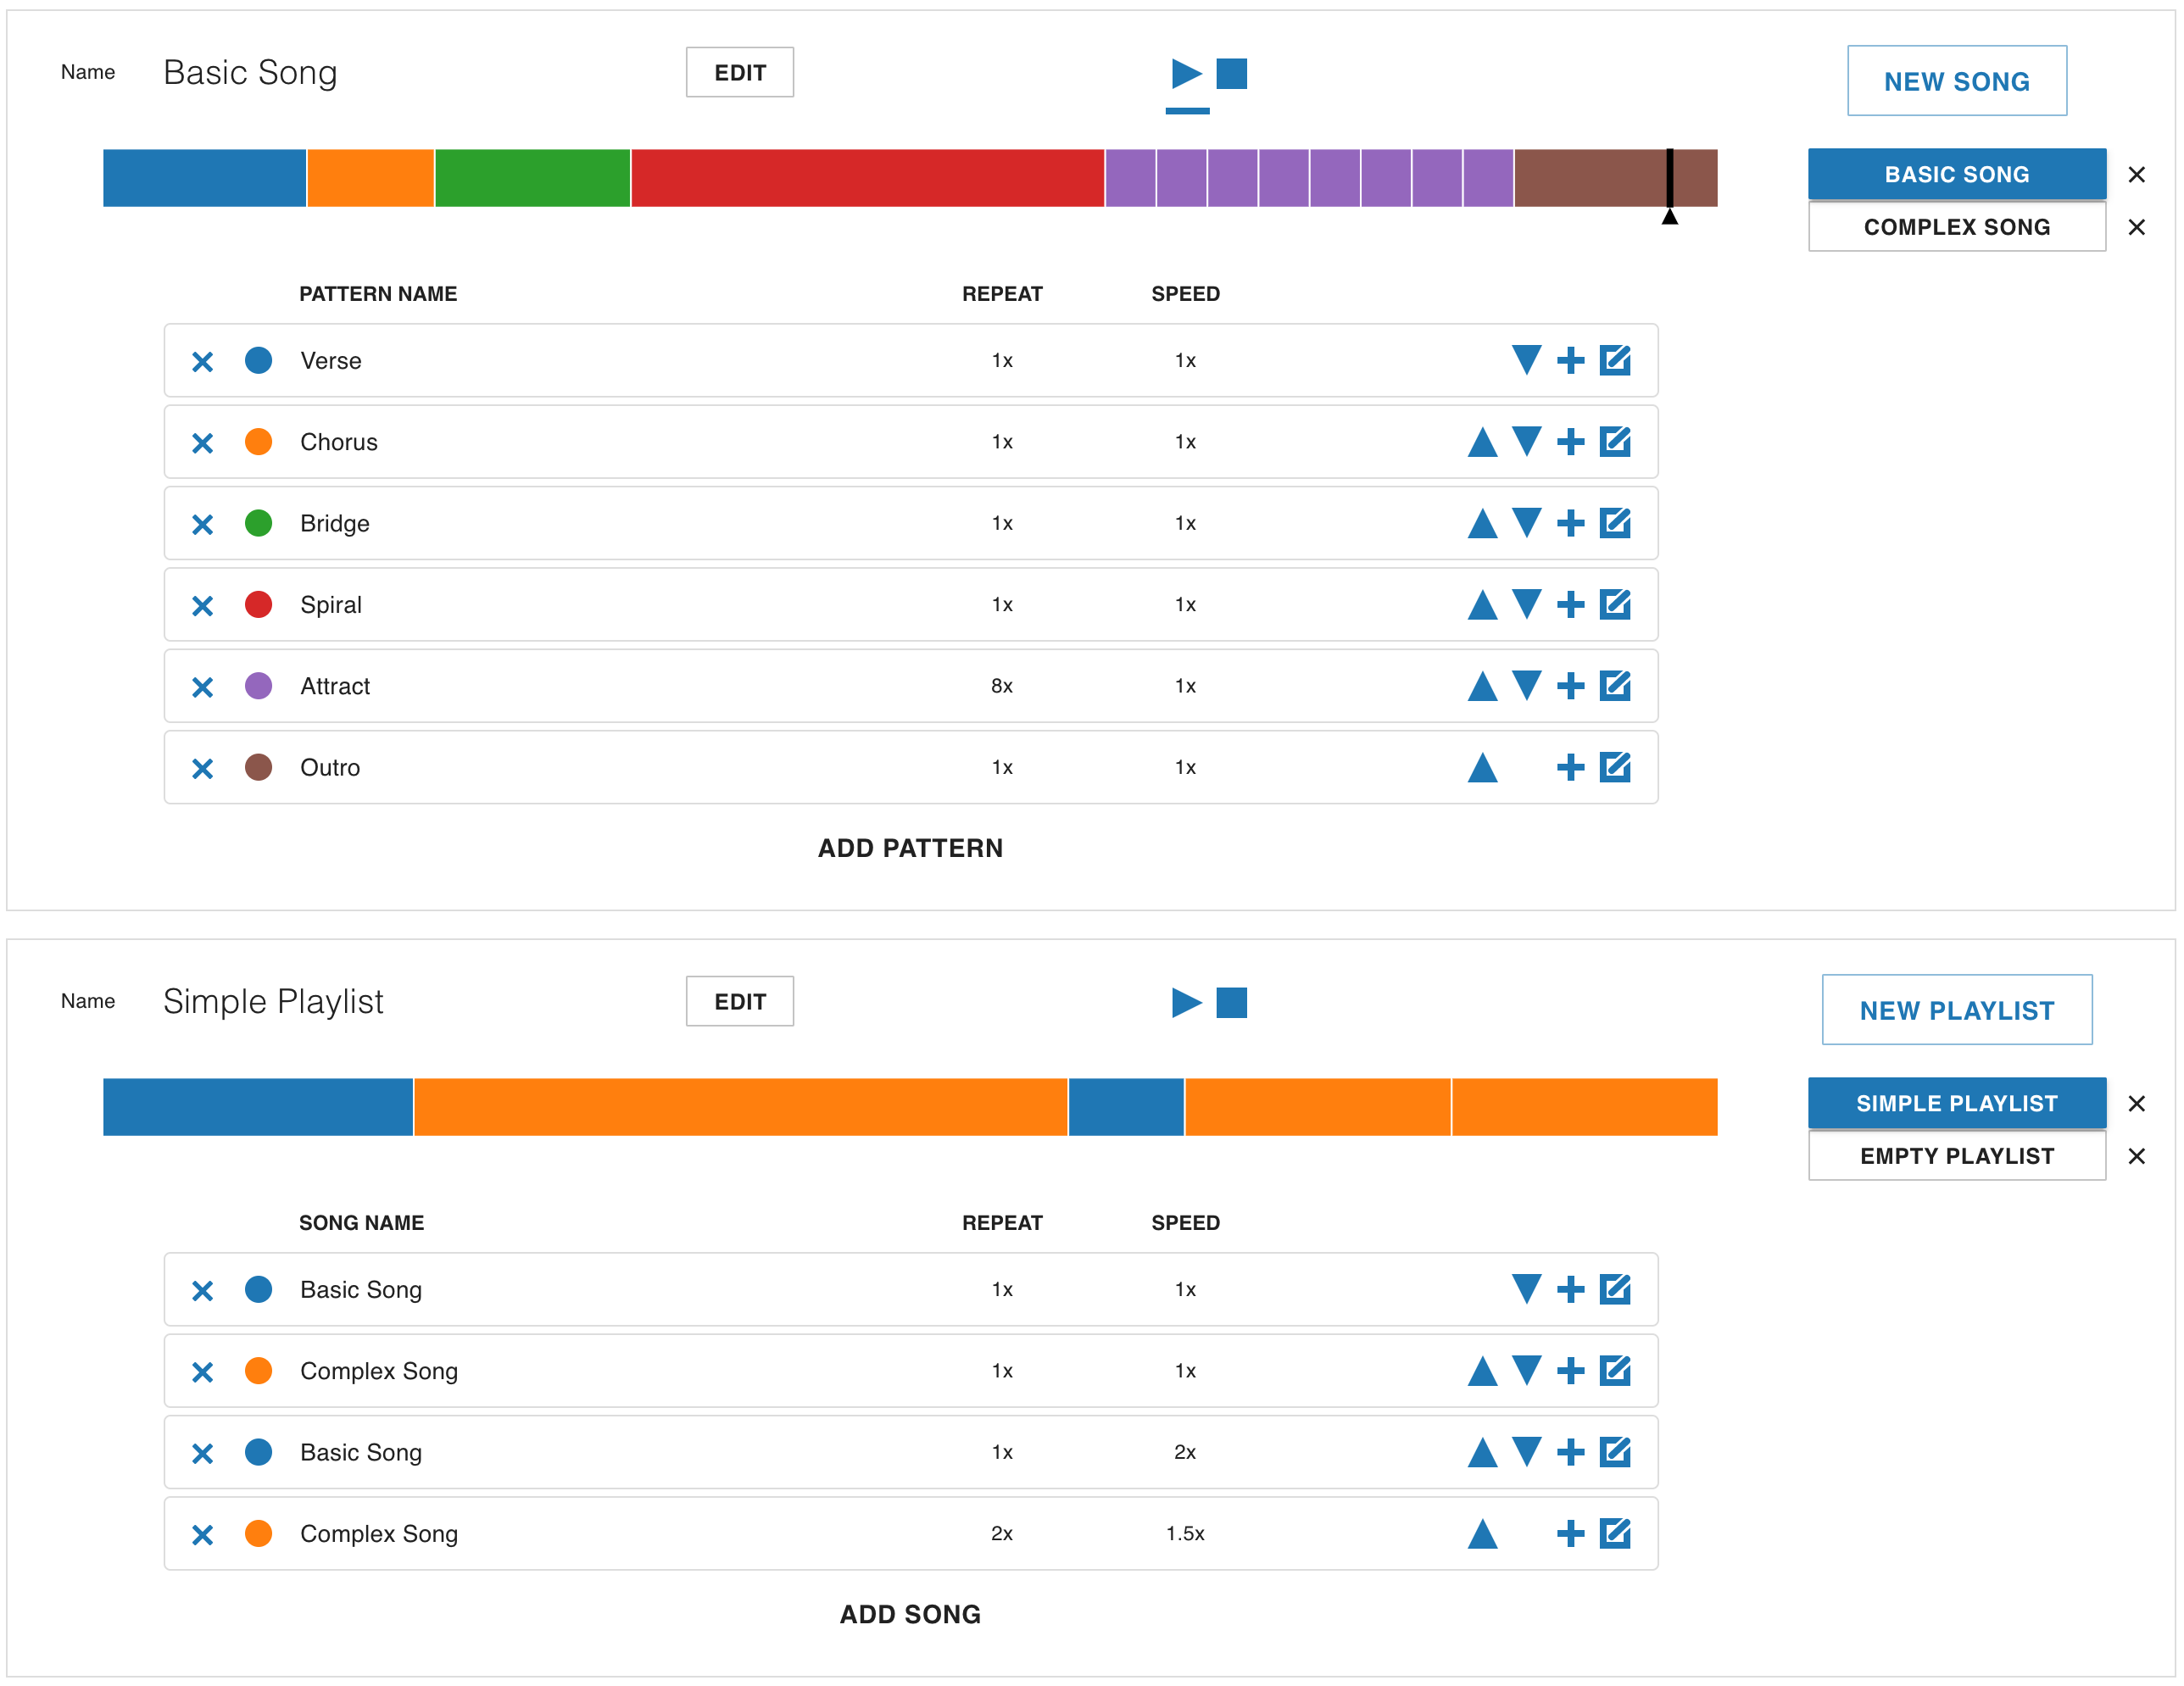 Name Basic Song EDIT NEW SONG
BASIC SONG
COMPLEX SONG
PATTERN NAME REPEAT SPEED
Verse 1x 1x
Chorus 1x 1x
Bridge 1x 1x
Spiral 1x 1x
Attract 8x 1x
Outro 1x 1x
ADD PATTERN
Name Simple Playlist EDIT NEW PLAYLIST
SIMPLE PLAYLIST
EMPTY PLAYLIST
SONG NAME REPEAT SPEED
Basic Song 1x 1x
Complex Song 1x 1x
Basic Song 1x 2x
Complex Song 2x 1.5x
ADD SONG